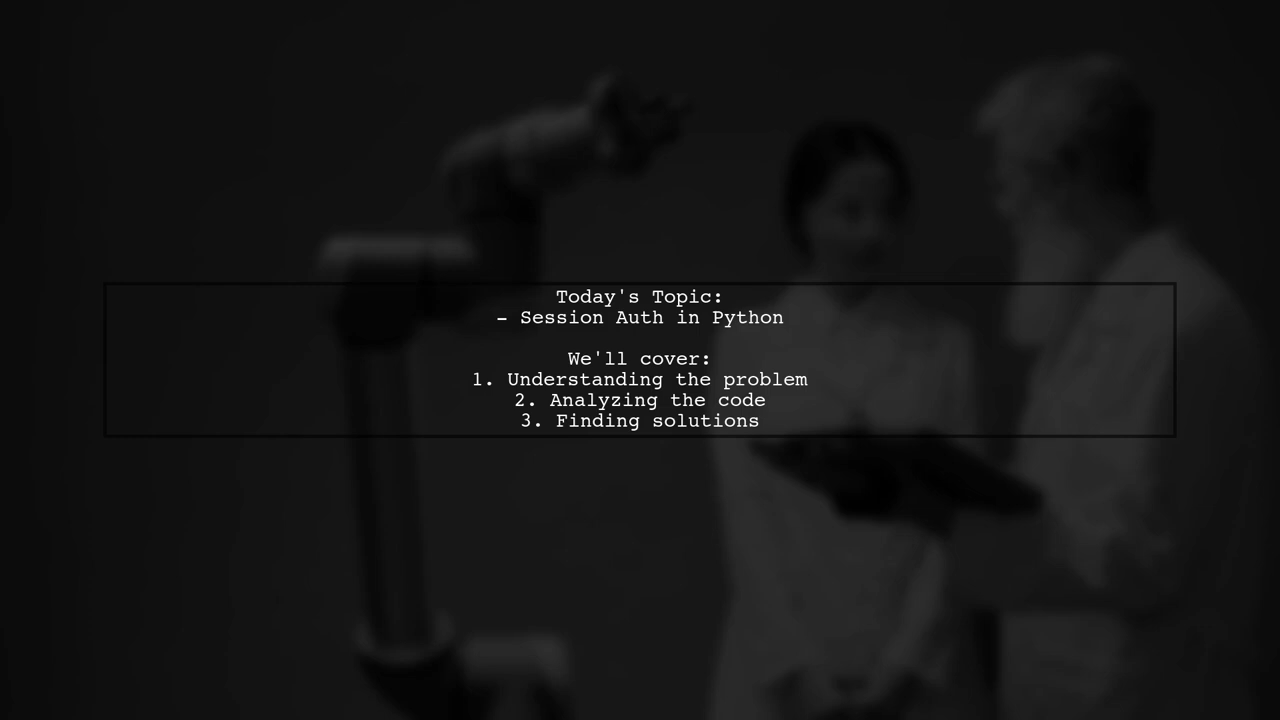 Today's Topic:
- Session Auth in Python
We'll cover:
1. Understanding the problem
2. Analyzing the code
3. Finding solutions